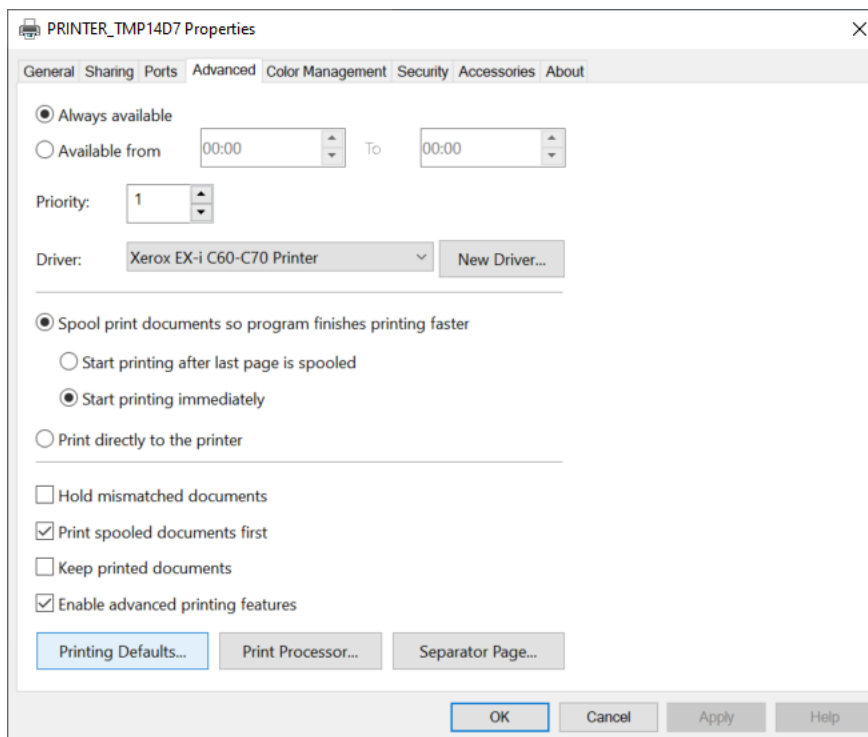 PRINTER_TMP14D7 Properties
General Sharing Ports Advanced Color Management Security Accessories About
Always available
Available from 00:00 To 00:00
Priority: 1
Driver: Xerox EX-i C60-C70 Printer New Driver...
Spool print documents so program finishes printing faster
Start printing after last page is spooled
Start printing immediately
Print directly to the printer
Hold mismatched documents
Print spooled documents first
Keep printed documents
Enable advanced printing features
Printing Defaults... Print Processor... Separator Page...
OK Cancel Apply Help